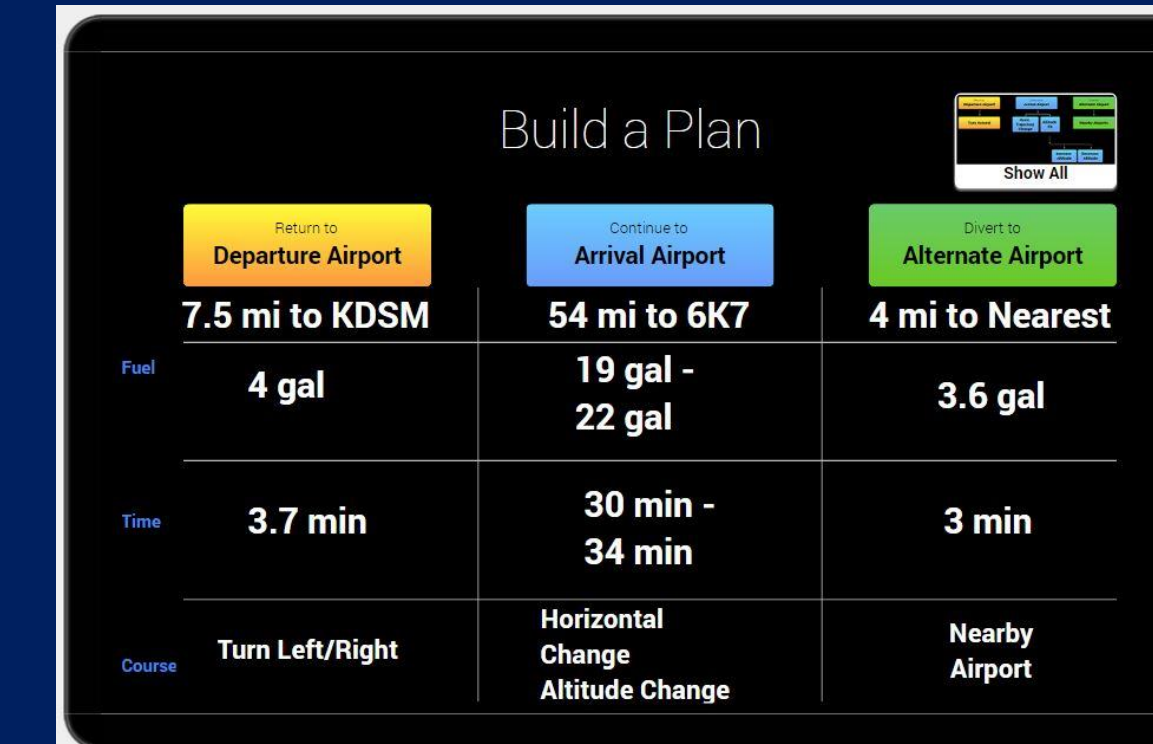 Build a Plan
Show All
Return to
Departure Airport
Continue to
Arrival Airport
Divert to
Alternate Airport
7.5 mi to KDSM
54 mi to 6K7
4 mi to Nearest
Fuel
4 gal
19 gal -
22 gal
3.6 gal
Time
3.7 min
30 min -
34 min
3 min
Course
Turn Left/Right
Horizontal
Change
Altitude Change
Nearby
Airport